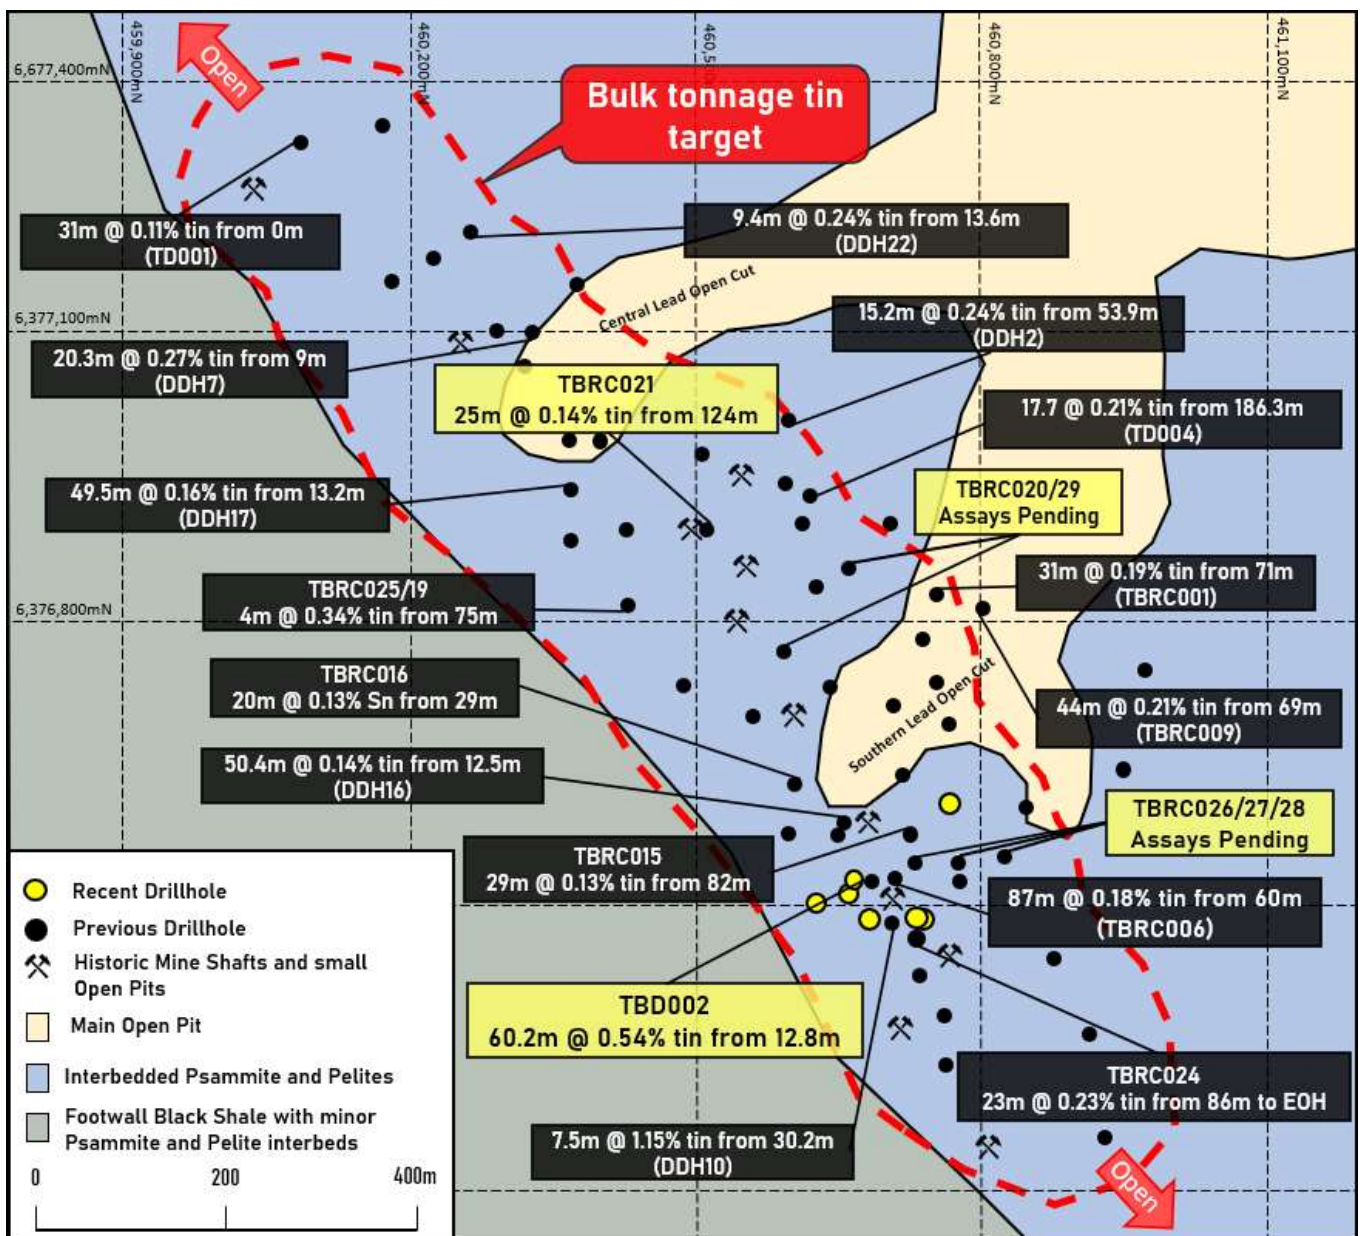 459,900mN
460,200mN
460,500mN
460,800mN
461,100mN
6,677,400mN
Open
Bulk tonnage tin
target
31m @ 0.11% tin from 0m
(TD001)
9.4m @ 0.24% tin from 13.6m
(DDH22)
Central Lead Open Cut
15.2m @ 0.24% tin from 53.9m
(DDH2)
6,377,100mN
20.3m @ 0.27% tin from 9m
(DDH7)
TBRC021
25m @ 0.14% tin from 124m
17.7 @ 0.21% tin from 186.3m
(TD004)
49.5m @ 0.16% tin from 13.2m
(DDH17)
TBRC020/29
Assays Pending
31m @ 0.19% tin from 71m
(TBRC001)
TBRC025/19
4m @ 0.34% tin from 75m
6,376,800mN
TBRC016
20m @ 0.13% Sn from 29m
Southern Lead Open Cut
44m @ 0.21% tin from 69m
(TBRC009)
50.4m @ 0.14% tin from 12.5m
(DDH16)
TBRC026/27/28
Assays Pending
TBRC015
29m @ 0.13% tin from 82m
87m @ 0.18% tin from 60m
(TBRC006)
TBD002
60.2m @ 0.54% tin from 12.8m
TBRC024
23m @ 0.23% tin from 86m to EOH
7.5m @ 1.15% tin from 30.2m
(DDH10)
Open
Recent Drillhole
Previous Drillhole
Historic Mine Shafts and small
Open Pits
Main Open Pit
Interbedded Psammite and Pelites
Footwall Black Shale with minor
Psammite and Pelite interbeds
0 200 400m